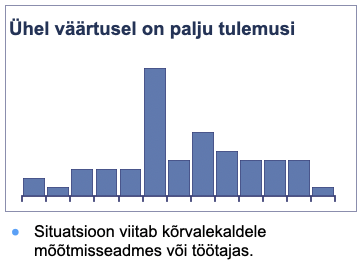 Ühel väärtusel on palju tulemusi
Situatsioon viitab kõrvalekaldele
mõõtmisseadmes või töötajas.